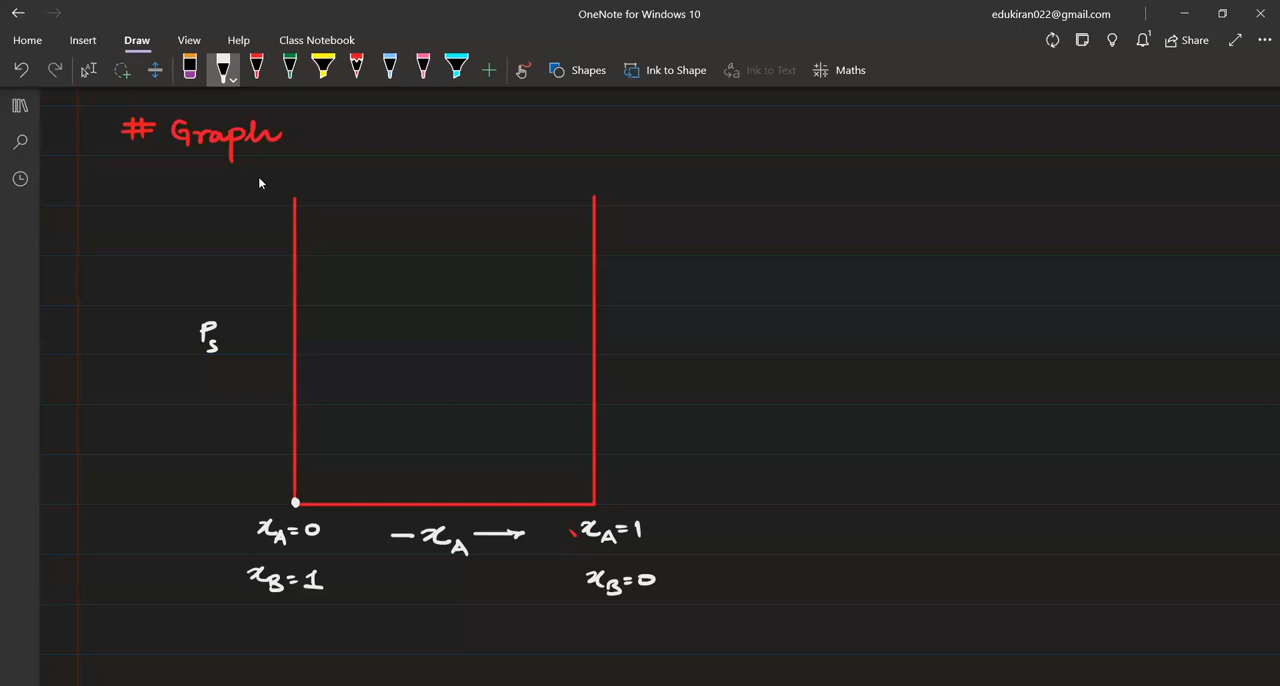 OneNote for Windows 10
edukiran022@gmail.com
Home Insert Draw View Help Class Notebook
Share
Shapes Ink to Shape Ink to Text Maths
# Graph
Ps
xA=0 — xA → xA=1
xB=1 xB=0